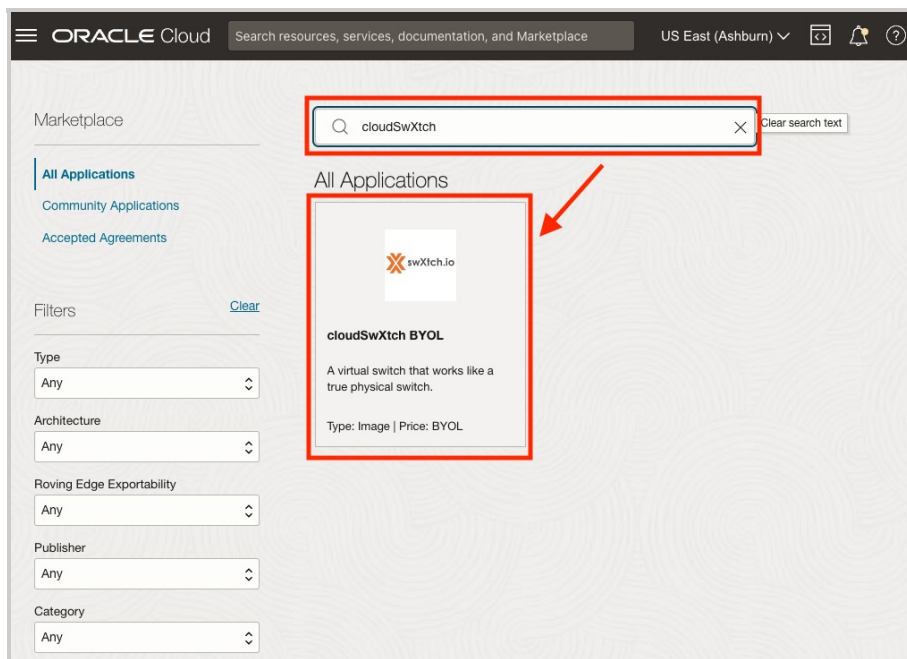 ORACLE Cloud
Search resources, services, documentation, and Marketplace
US East (Ashburn)
Marketplace
All Applications
Community Applications
Accepted Agreements
Filters
Clear
Type
Any
Architecture
Any
Roving Edge Exportability
Any
Publisher
Any
Category
Any
cloudSwXtch
Clear search text
All Applications
swXtch.io
cloudSwXtch BYOL
A virtual switch that works like a
true physical switch.
Type: Image | Price: BYOL